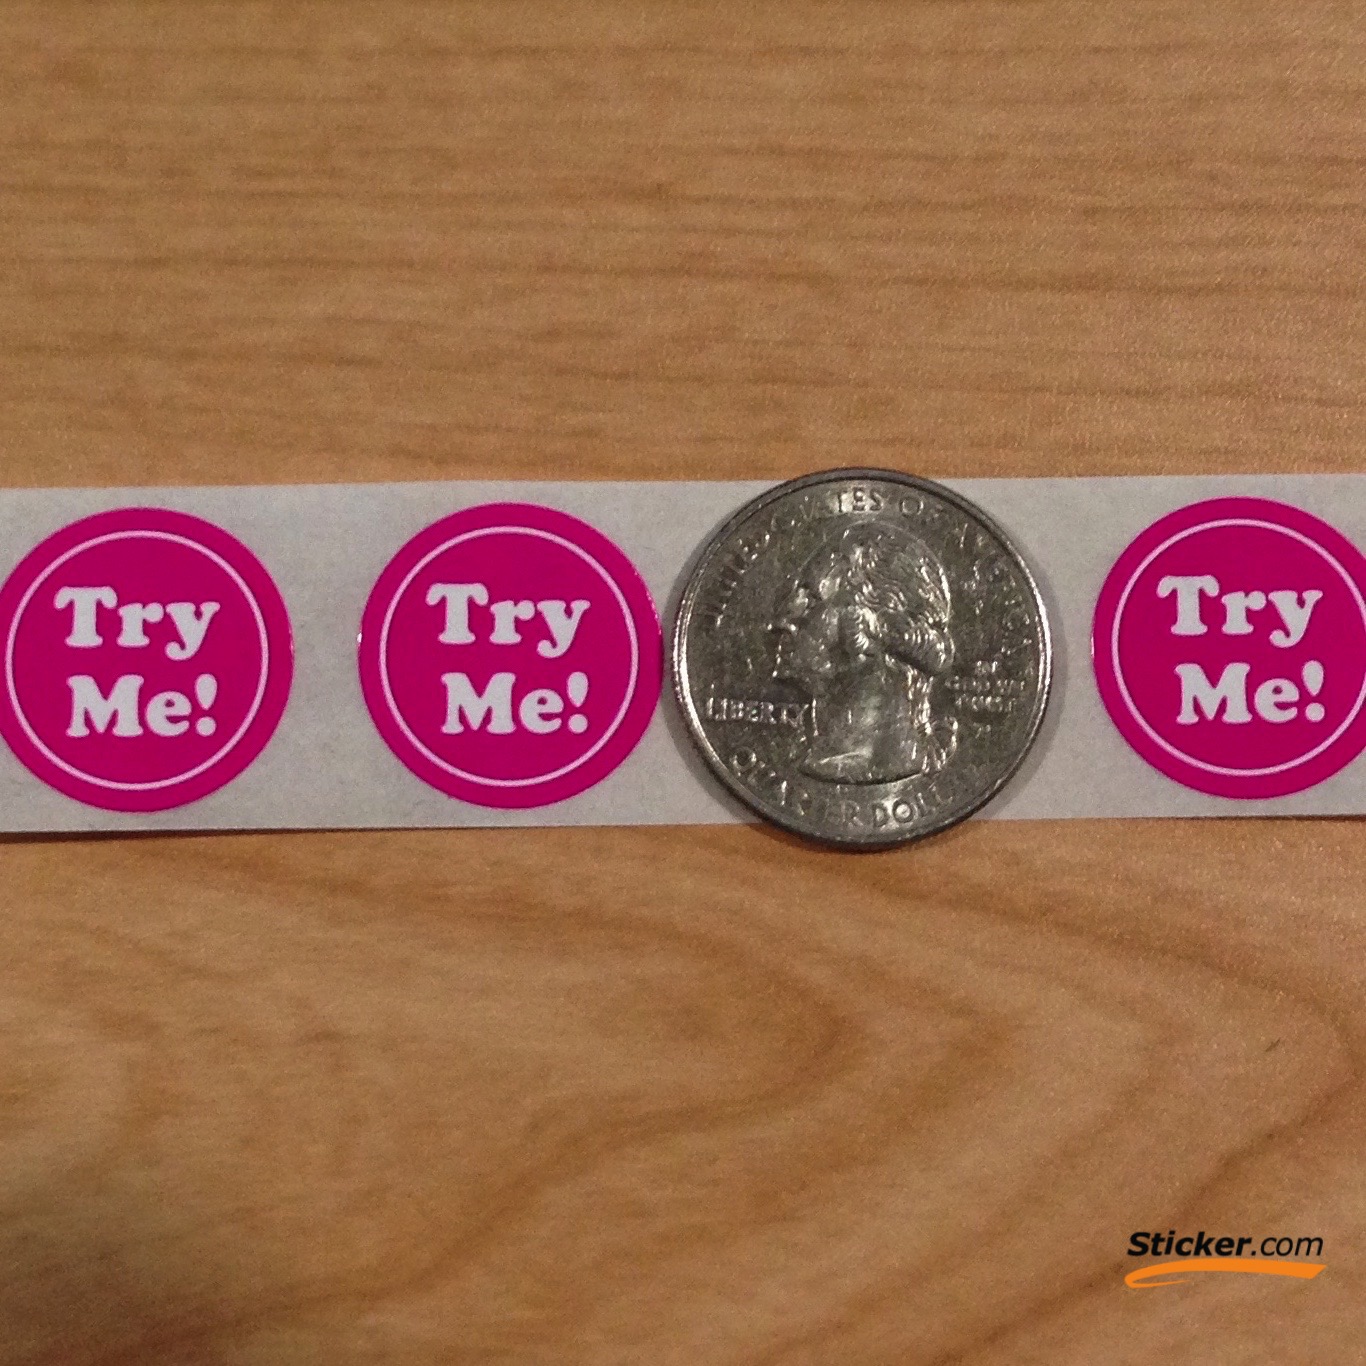 Try
Me!
Try
Me!
UNITED STATES OF AMERICA
LIBERTY
IN
GOD WE
TRUST
QUARTER DOLLAR
Try
Me!
Sticker.com